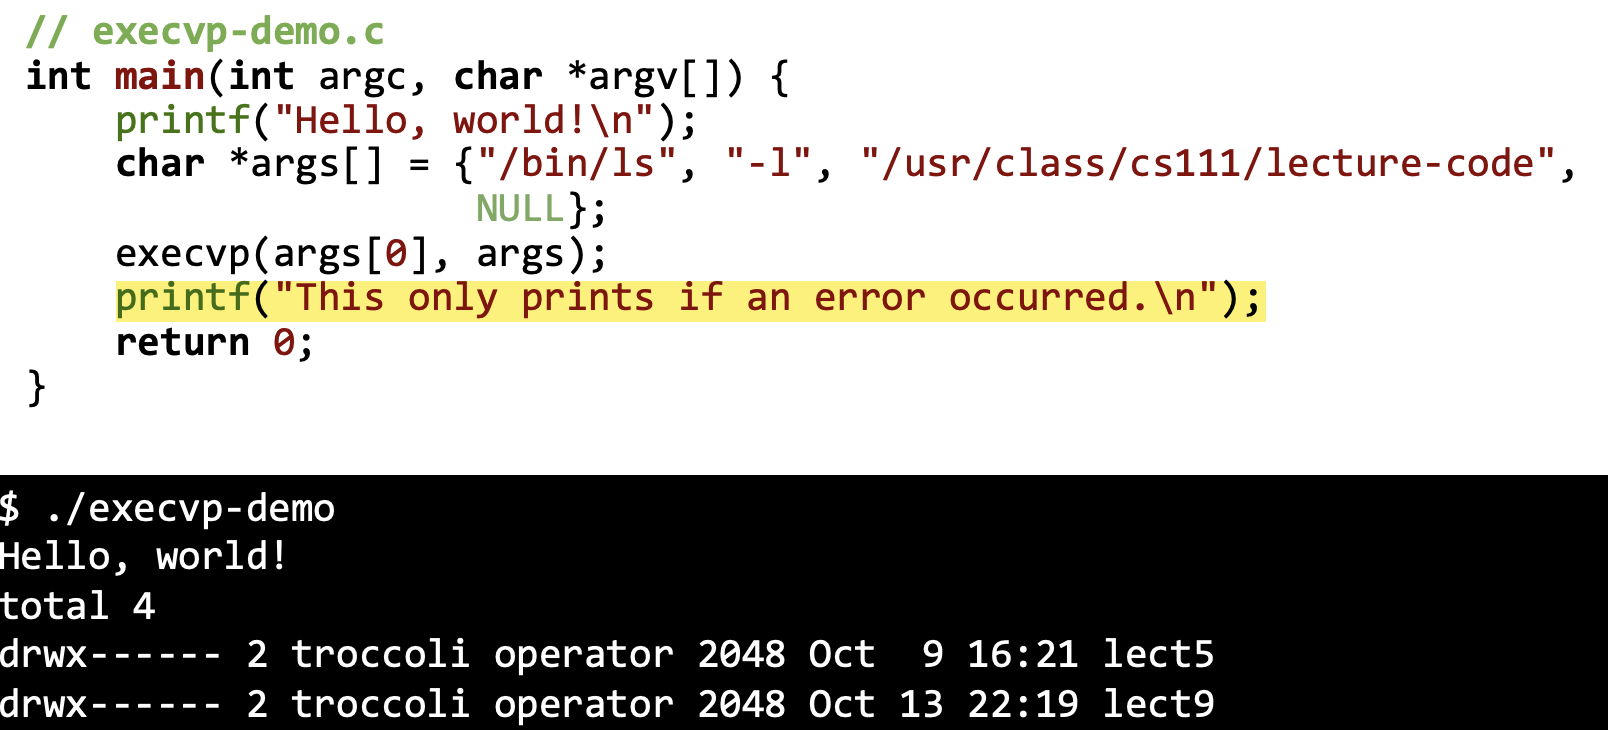 // execvp-demo.c
int main(int argc, char *argv[]) {
    printf("Hello, world!\n");
    char *args[] = {"/bin/ls", "-l", "/usr/class/cs111/lecture-code",
                    NULL};
    execvp(args[0], args);
    printf("This only prints if an error occurred.\n");
    return 0;
}
$ ./execvp-demo
Hello, world!
total 4
drwx------ 2 troccoli operator 2048 Oct  9 16:21 lect5
drwx------ 2 troccoli operator 2048 Oct 13 22:19 lect9